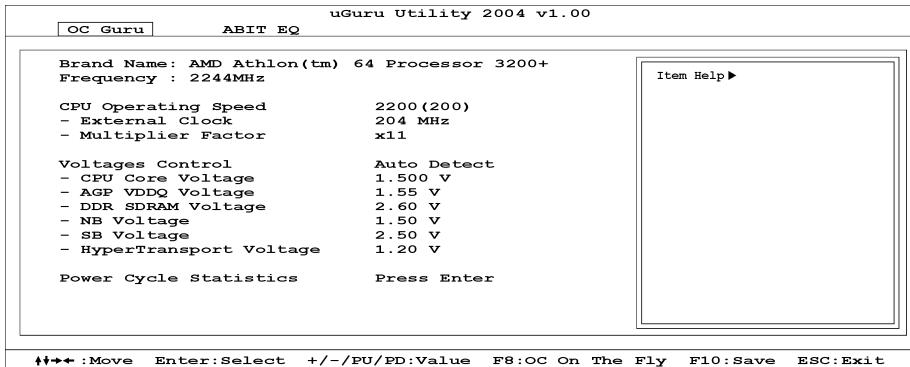 uGuru Utility 2004 v1.00
OC Guru ABIT EQ
Brand Name: AMD Athlon(tm) 64 Processor 3200+
Frequency : 2244MHz
Item Help▶
CPU Operating Speed 2200(200)
- External Clock 204 MHz
- Multiplier Factor x11
Voltages Control Auto Detect
- CPU Core Voltage 1.500 V
- AGP VDDQ Voltage 1.55 V
- DDR SDRAM Voltage 2.60 V
- NB Voltage 1.50 V
- SB Voltage 2.50 V
- HyperTransport Voltage 1.20 V
Power Cycle Statistics Press Enter
↑↓→←:Move Enter:Select +/-/PU/PD:Value F8:OC On The Fly F10:Save ESC:Exit